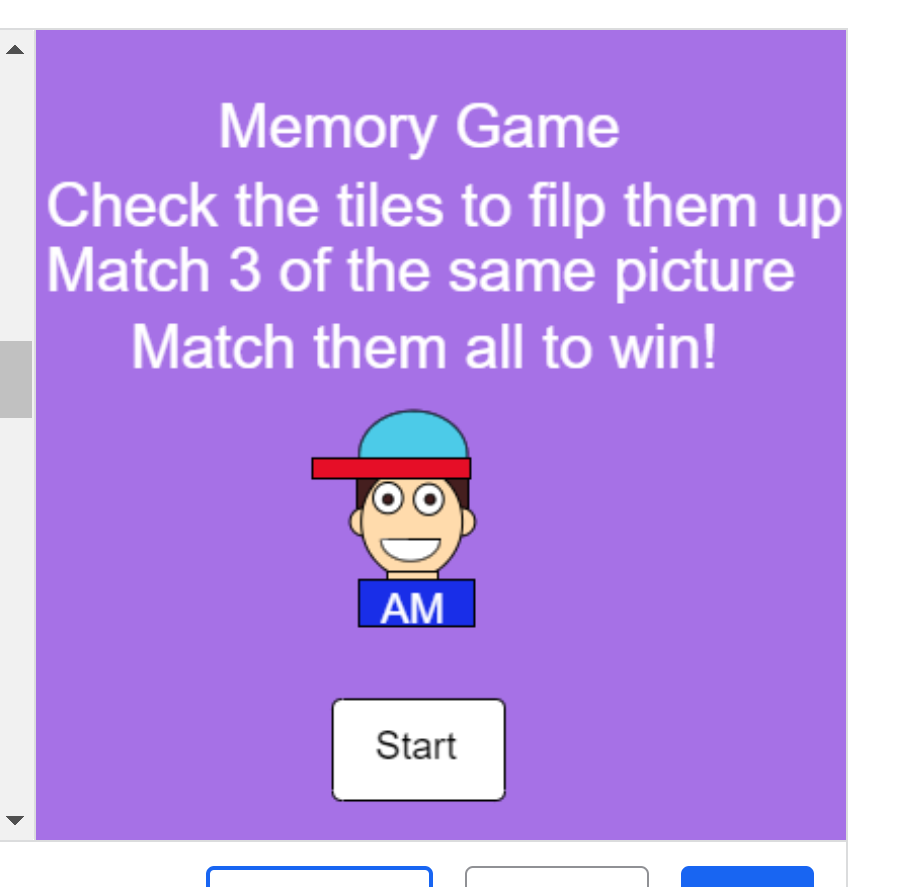 Memory Game
Check the tiles to filp them up
Match 3 of the same picture
Match them all to win!
AM
Start